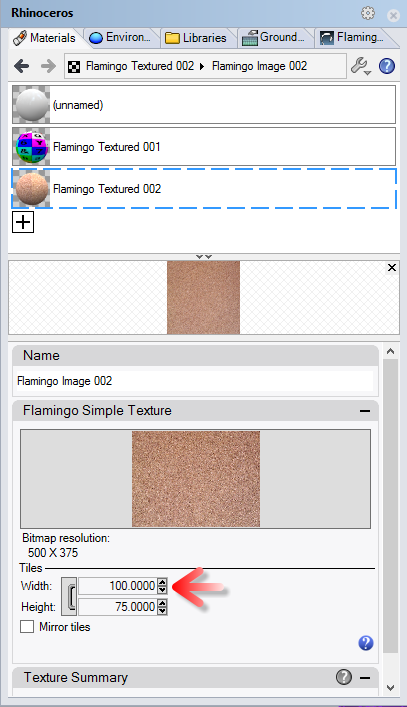 Rhinoceros
Materials Environ... Libraries Ground... Flaming...
Flamingo Textured 002 Flamingo Image 002
(unnamed)
Flamingo Textured 001
Flamingo Textured 002
Name
Flamingo Image 002
Flamingo Simple Texture
Bitmap resolution:
500 X 375
Tiles
Width: 100.0000
Height: 75.0000
Mirror tiles
Texture Summary